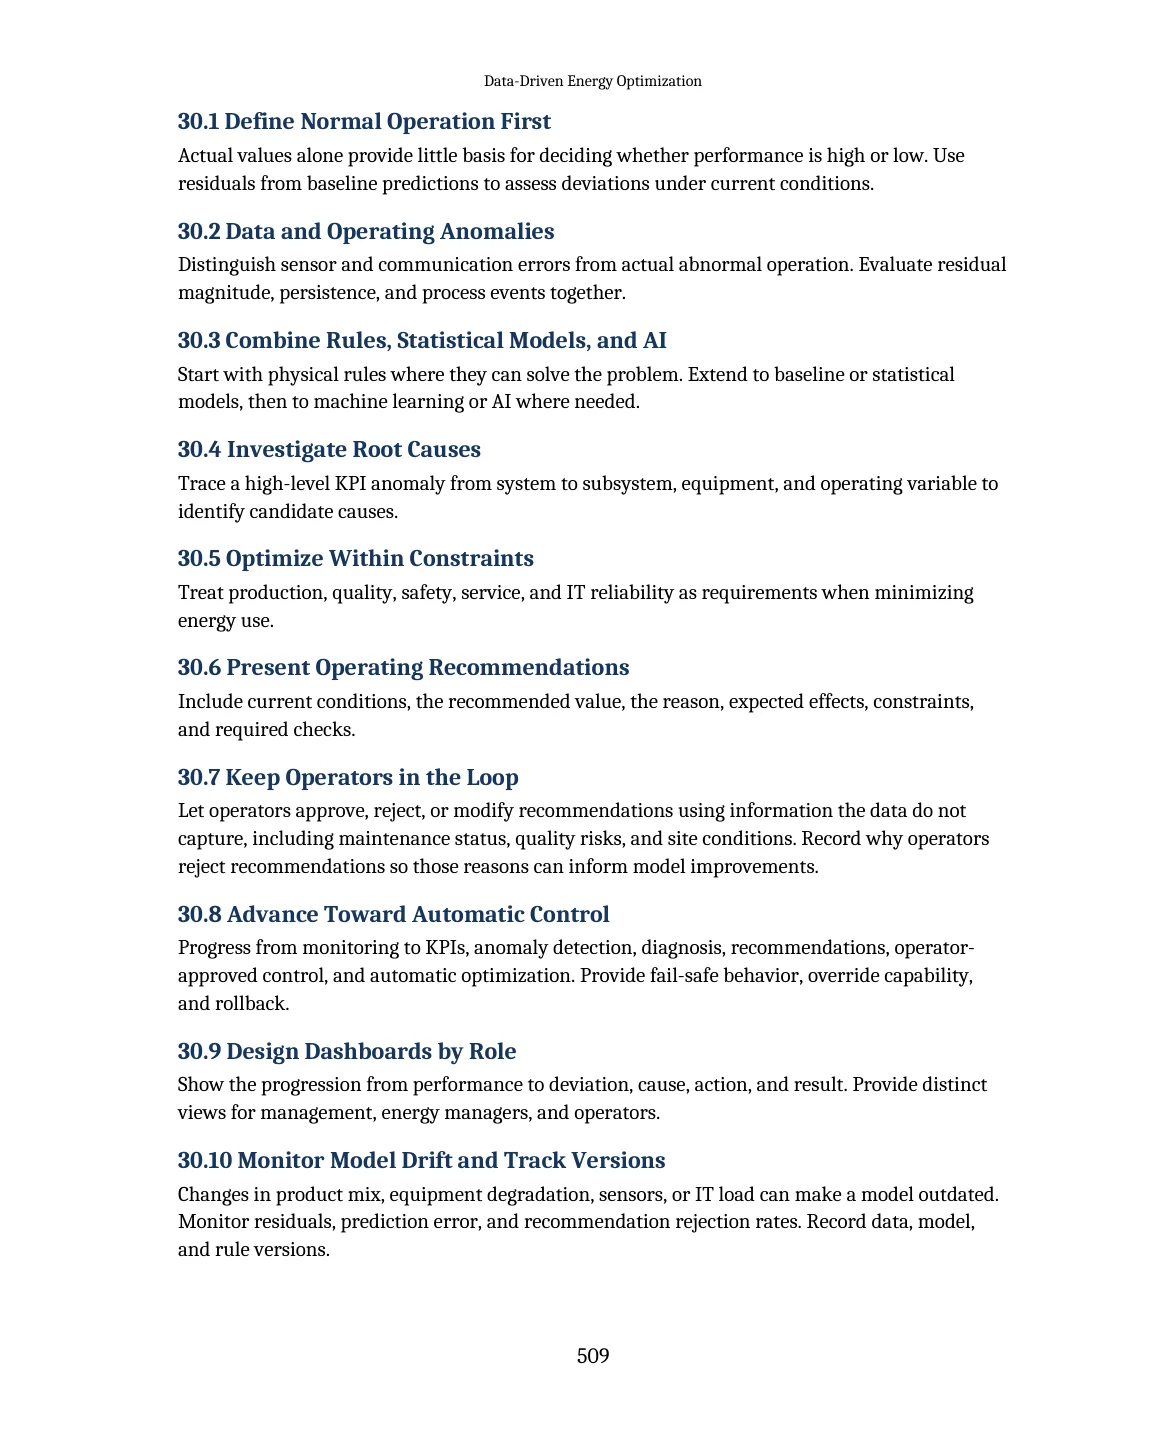 Data-Driven Energy Optimization
30.1 Define Normal Operation First
Actual values alone provide little basis for deciding whether performance is high or low. Use
residuals from baseline predictions to assess deviations under current conditions.
30.2 Data and Operating Anomalies
Distinguish sensor and communication errors from actual abnormal operation. Evaluate residual
magnitude, persistence, and process events together.
30.3 Combine Rules, Statistical Models, and AI
Start with physical rules where they can solve the problem. Extend to baseline or statistical
models, then to machine learning or AI where needed.
30.4 Investigate Root Causes
Trace a high-level KPI anomaly from system to subsystem, equipment, and operating variable to
identify candidate causes.
30.5 Optimize Within Constraints
Treat production, quality, safety, service, and IT reliability as requirements when minimizing
energy use.
30.6 Present Operating Recommendations
Include current conditions, the recommended value, the reason, expected effects, constraints,
and required checks.
30.7 Keep Operators in the Loop
Let operators approve, reject, or modify recommendations using information the data do not
capture, including maintenance status, quality risks, and site conditions. Record why operators
reject recommendations so those reasons can inform model improvements.
30.8 Advance Toward Automatic Control
Progress from monitoring to KPIs, anomaly detection, diagnosis, recommendations, operator-
approved control, and automatic optimization. Provide fail-safe behavior, override capability,
and rollback.
30.9 Design Dashboards by Role
Show the progression from performance to deviation, cause, action, and result. Provide distinct
views for management, energy managers, and operators.
30.10 Monitor Model Drift and Track Versions
Changes in product mix, equipment degradation, sensors, or IT load can make a model outdated.
Monitor residuals, prediction error, and recommendation rejection rates. Record data, model,
and rule versions.
509